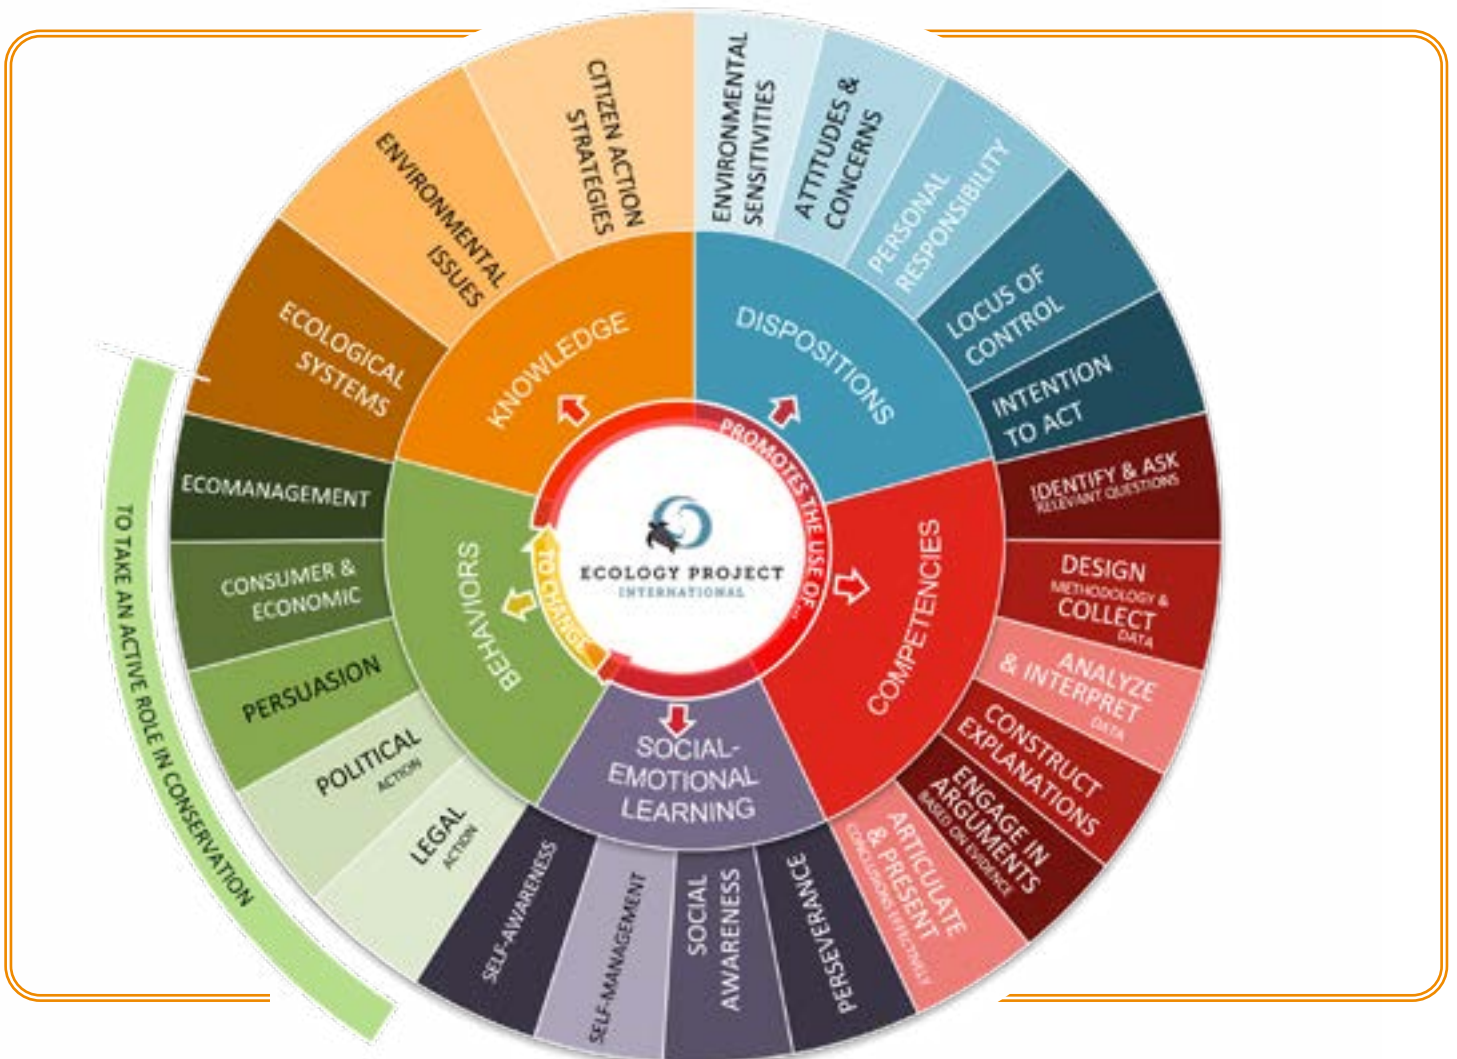 ENVIRONMENTAL
SENSITIVITIES
ATTITUDES &
CONCERNS
PERSONAL
RESPONSIBILITY
LOCUS OF
CONTROL
INTENTION
TO ACT
IDENTIFY & ASK
RELEVANT QUESTIONS
DESIGN
METHODOLOGY &
COLLECT
DATA
ANALYZE
& INTERPRET
DATA
CONSTRUCT
EXPLANATIONS
ENGAGE IN
ARGUMENTS
BASED ON EVIDENCE
ARTICULATE
& PRESENT
CONCLUSIONS EFFECTIVELY
PERSEVERANCE
SOCIAL
AWARENESS
SELF-MANAGEMENT
SELF-AWARENESS
LEGAL
ACTION
POLITICAL
ACTION
PERSUASION
CONSUMER &
ECONOMIC
ECOMANAGEMENT
ECOLOGICAL
SYSTEMS
ENVIRONMENTAL
ISSUES
CITIZEN ACTION
STRATEGIES
KNOWLEDGE
DISPOSITIONS
COMPETENCIES
SOCIAL-
EMOTIONAL
LEARNING
BEHAVIORS
PROMOTES THE USE OF...
TO CHANGE
ECOLOGY PROJECT
INTERNATIONAL
TO TAKE AN ACTIVE ROLE IN CONSERVATION